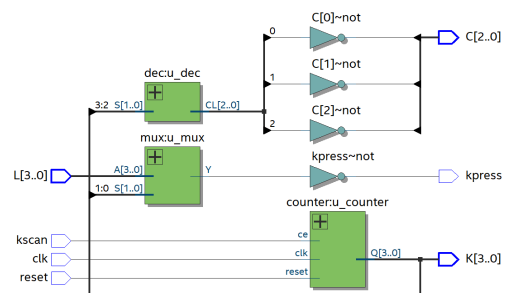 C[0]~not
0
C[2..0]
C[1]~not
1
dec:u_dec
3:2 S[1..0] CL[2..0]
C[2]~not
2
mux:u_mux
kpress~not
L[3..0] A[3..0] Y kpress
1:0 S[1..0]
counter:u_counter
kscan ce
clk clk Q[3..0] K[3..0]
reset reset